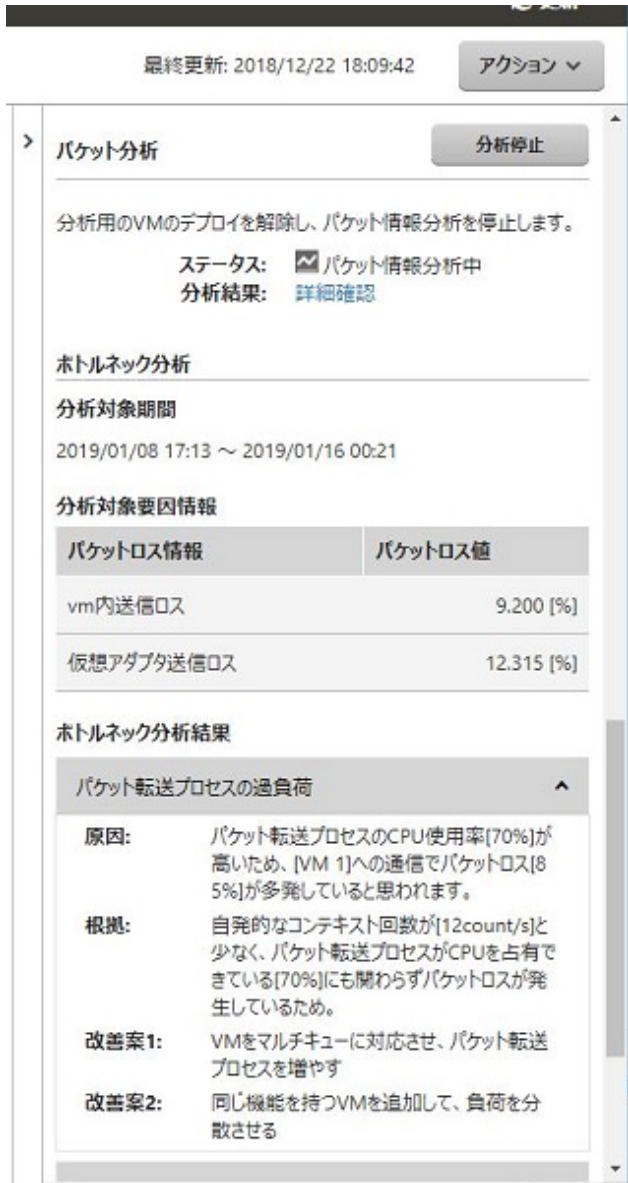 最終更新: 2018/12/22 18:09:42
アクション
パケット分析
分析停止
分析用のVMのデプロイを解除し、パケット情報分析を停止します。
ステータス: パケット情報分析中
分析結果: 詳細確認
ボトルネック分析
分析対象期間
2019/01/08 17:13 ～ 2019/01/16 00:21
分析対象要因情報
パケットロス情報 パケットロス値
vm内送信ロス 9.200 [%]
仮想アダプタ送信ロス 12.315 [%]
ボトルネック分析結果
パケット転送プロセスの過負荷
原因: パケット転送プロセスのCPU使用率[70%]が
高いため、[VM 1]への通信でパケットロス[8
5%]が多発していると思われます。
根拠: 自発的なコンテキスト回数が[12count/s]と
少なく、パケット転送プロセスがCPUを占有で
きている[70%]にも関わらずパケットロスが発
生しているため。
改善案1: VMをマルチキューに対応させ、パケット転送
プロセスを増やす
改善案2: 同じ機能を持つVMを追加して、負荷を分
散させる